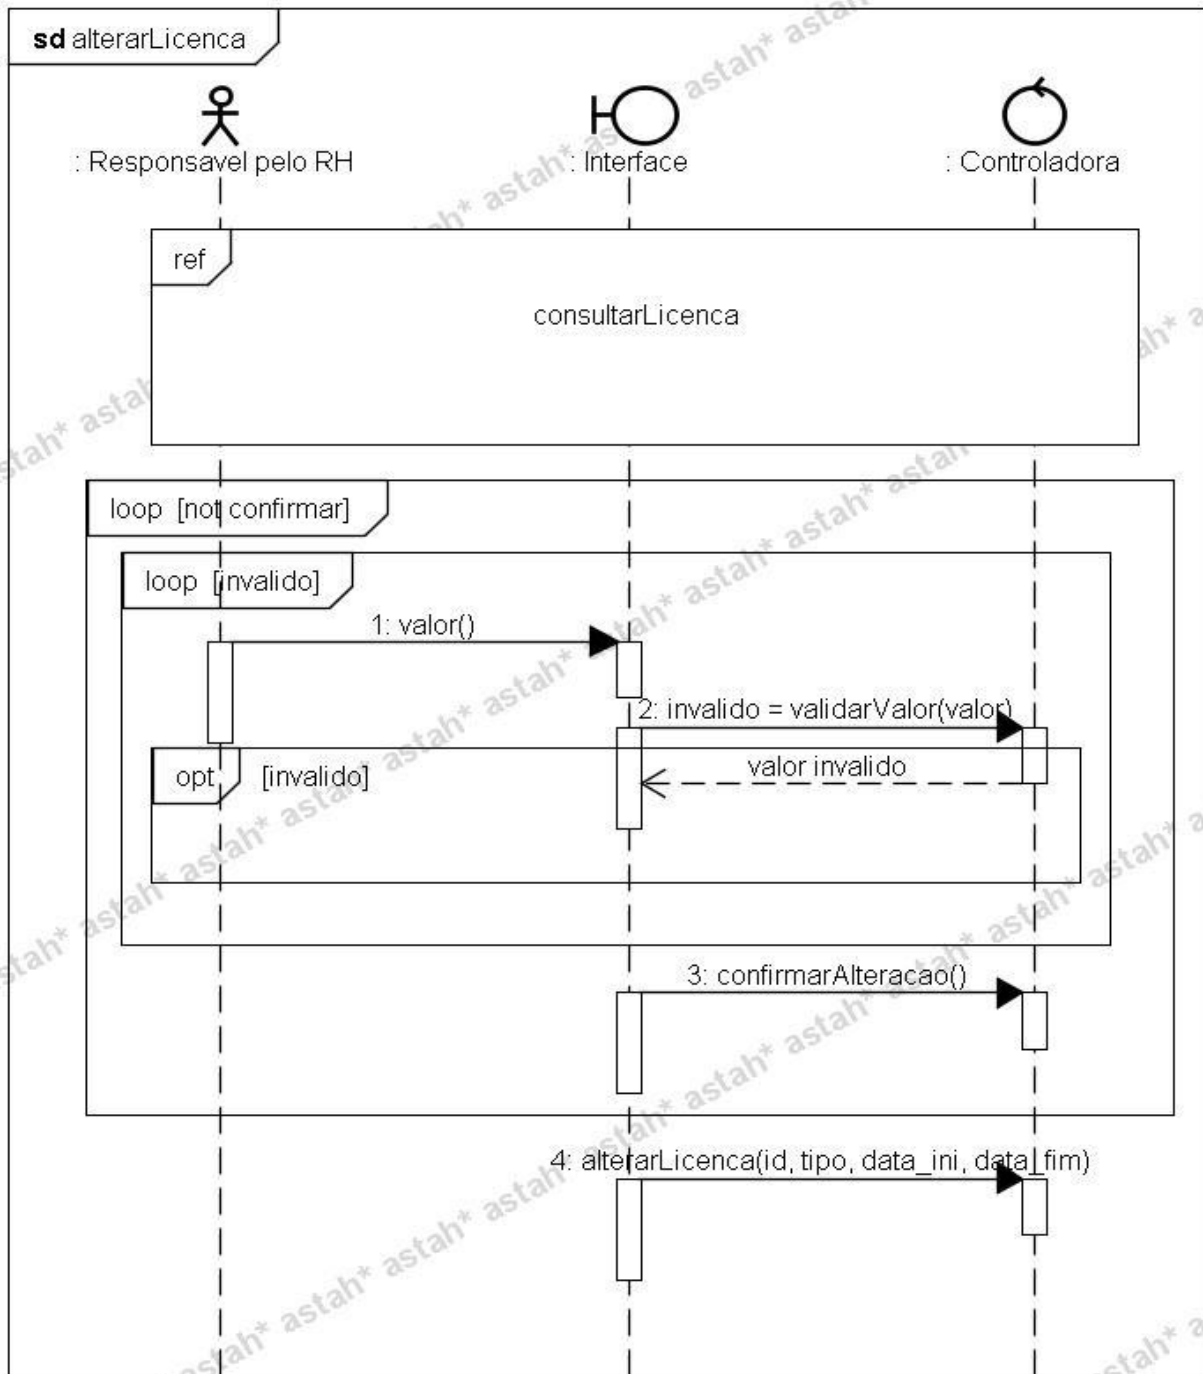 sd alterarLicenca
: Responsavel pelo RH
: Interface
: Controladora
ref
consultarLicenca
loop [not confirmar]
loop [invalido]
1: valor()
2: invalido = validarValor(valor)
opt [invalido]
valor invalido
3: confirmarAlteracao()
4: alterarLicenca(id, tipo, data_ini, data_fim)